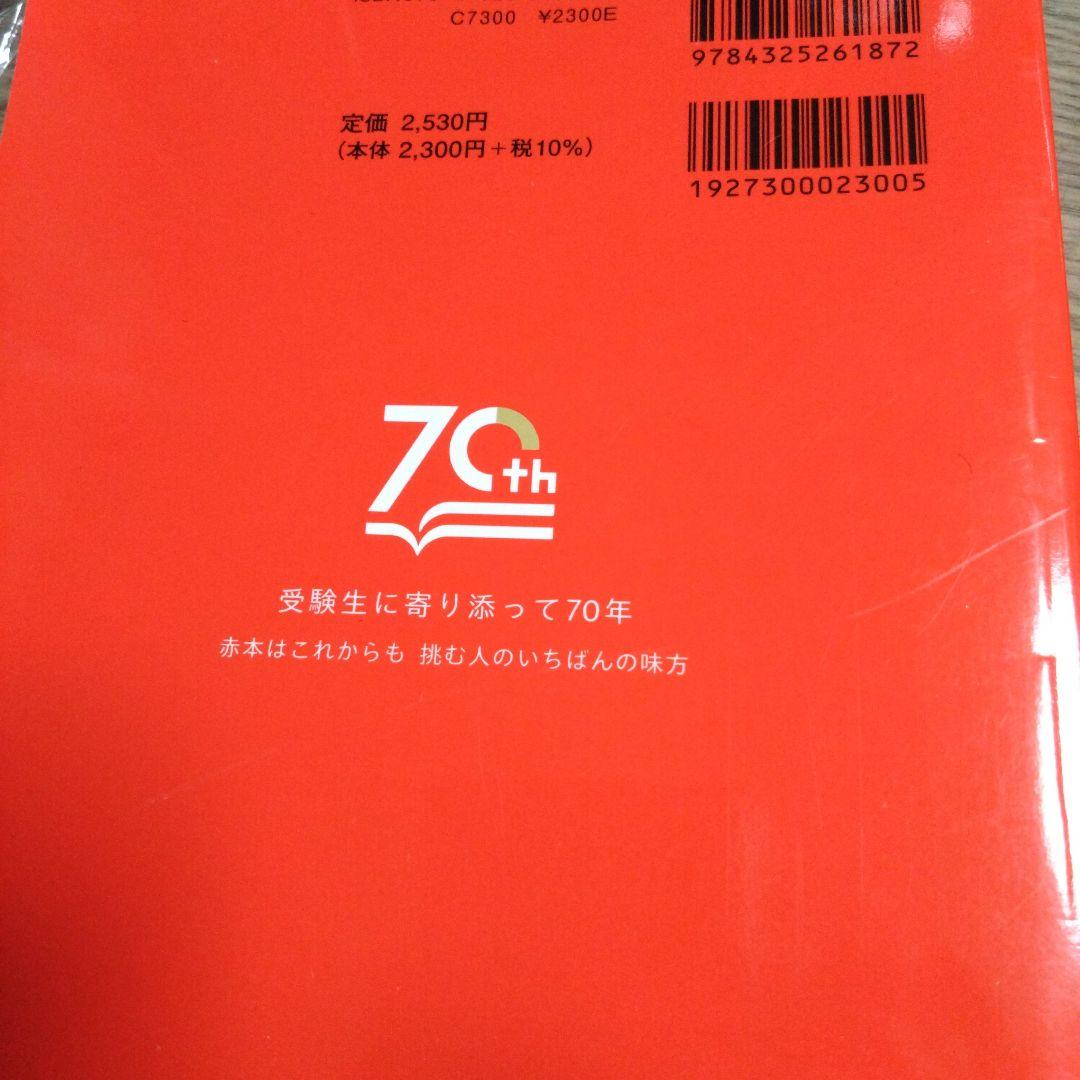 C7300 ¥2300E
9784325261872
定価 2,530円
(本体 2,300円+税10%)
1927300023005
70th
受験生に寄り添って70年
赤本はこれからも 挑む人のいちばんの味方